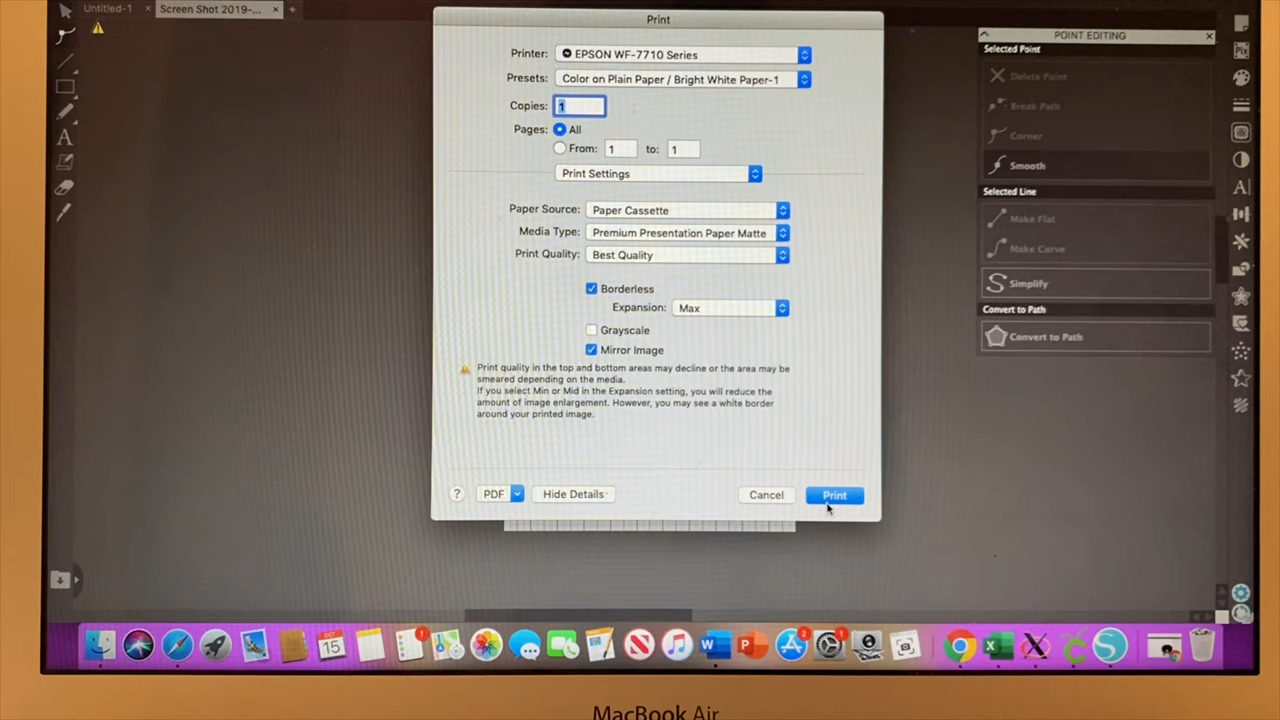 Untitled-1
Screen Shot 2019-...
Print
POINT EDITING
Printer: EPSON WF-7710 Series
Presets: Color on Plain Paper / Bright White Paper-1
Copies: 1
Pages: All
From: 1 to: 1
Print Settings
Paper Source: Paper Cassette
Media Type: Premium Presentation Paper Matte
Print Quality: Best Quality
Borderless
Expansion: Max
Grayscale
Mirror Image
Print quality in the top and bottom areas may decline or the area may be
smeared depending on the media.
If you select Min or Mid in the Expansion setting, you will reduce the
amount of image enlargement. However, you may see a white border
around your printed image.
? PDF Hide Details Cancel Print
Selected Point
Delete Point
Break Path
Corner
Smooth
Selected Line
Make Flat
Make Curve
Simplify
Convert to Path
Convert to Path
OCT
15
1
2
1
MacBook Air